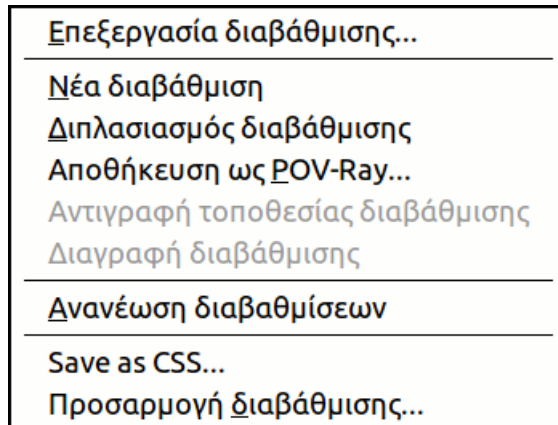 Επεξεργασία διαβάθμισης...
Νέα διαβάθμιση
Διπλασιασμός διαβάθμισης
Αποθήκευση ως POV-Ray...
Αντιγραφή τοποθεσίας διαβάθμισης
Διαγραφή διαβάθμισης
Ανανέωση διαβαθμίσεων
Save as CSS...
Προσαρμογή διαβάθμισης...